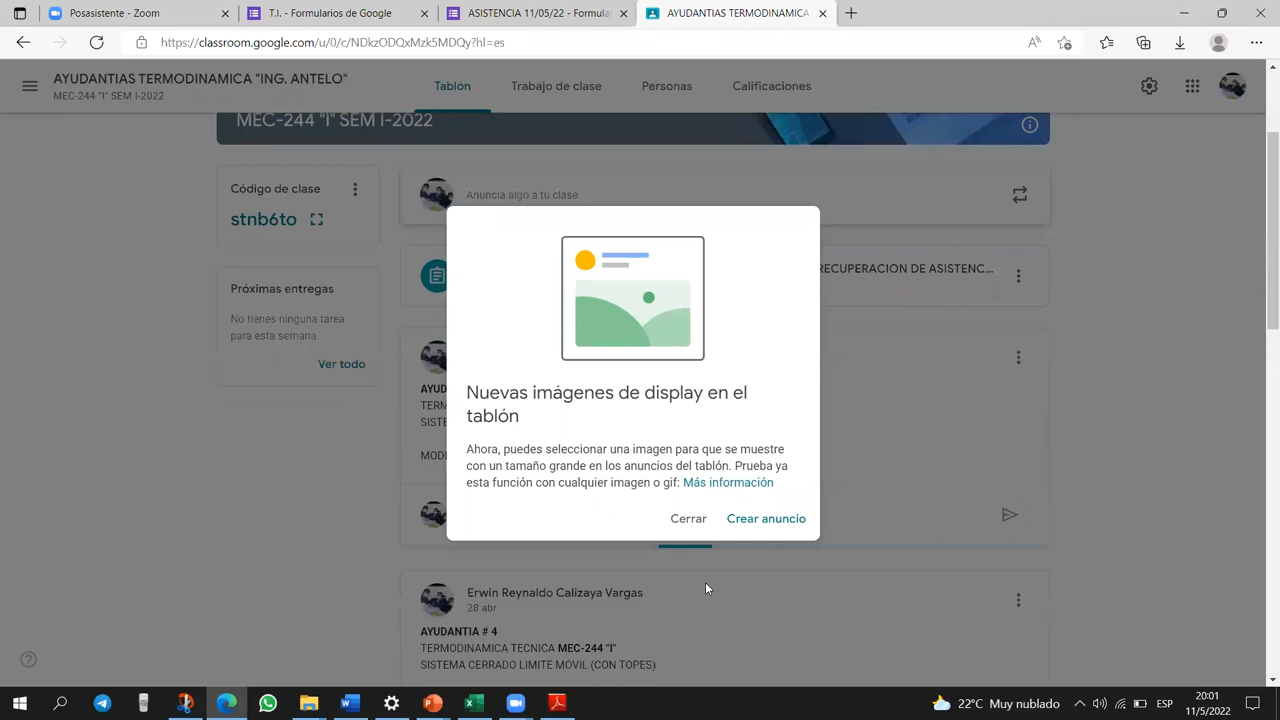 Posasistente - Zoom
T.I. - Formularios de Google
ASISTENCIA 11/05/22 - Formula
AYUDANTIAS TERMODINAMICA
https://classroom.google.com/u/0/c/NDkzODQxMzk5MDQy?hl=es
AYUDANTIAS TERMODINAMICA "ING. ANTELO"
MEC-244 "I" SEM I-2022
Tablón
Trabajo de clase
Personas
Calificaciones
MEC-244 "I" SEM I-2022
Código de clase
stnb6to
Anuncia algo a tu clase
RECUPERACION DE ASISTENC...
Próximas entregas
No tienes ninguna tarea
para esta semana
Ver todo
AYUD
TERM
SISTE
MOD
Nuevas imágenes de display en el
tablón
Ahora, puedes seleccionar una imagen para que se muestre
con un tamaño grande en los anuncios del tablón. Prueba ya
esta función con cualquier imagen o gif: Más información
Cerrar
Crear anuncio
Erwin Reynaldo Calizaya Vargas
28 abr
AYUDANTIA # 4
TERMODINAMICA TECNICA MEC-244 "I"
SISTEMA CERRADO LIMITE MOVIL (CON TOPES)
22°C Muy nublado
ESP
20:01
11/5/2022